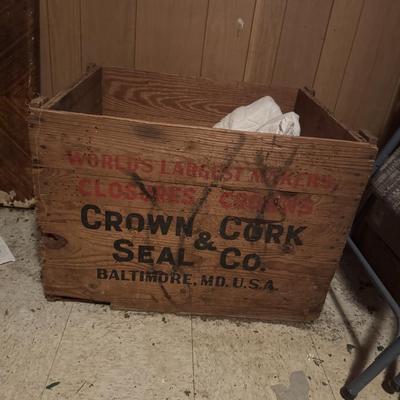 WORLD'S LARGEST MAKERS
CLOSURES CROWNS
CROWN CORK
& SEAL CO.
BALTIMORE, MD. U.S.A.